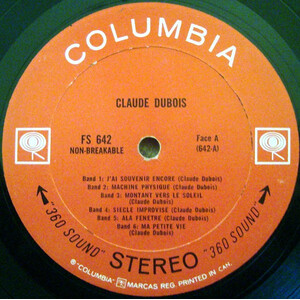 COLUMBIA
CLAUDE DUBOIS
FS 642
NON-BREAKABLE
Face A
(642-A)
Band 1: J'AI SOUVENIR ENCORE (Claude Dubois)
Band 2: MACHINE PHYSIQUE (Claude Dubois)
Band 3: MONTANT VERS LE SOLEIL
(Claude Dubois)
Band 4: SIECLE IMPROVISE (Claude Dubois)
Band 5: ALA FENETRE (Claude Dubois)
Band 6: MA PETITE VIE
(Claude Dubois)
"360 SOUND" STEREO "360 SOUND"
® "COLUMBIA", MARCAS REG. PRINTED IN CAN.